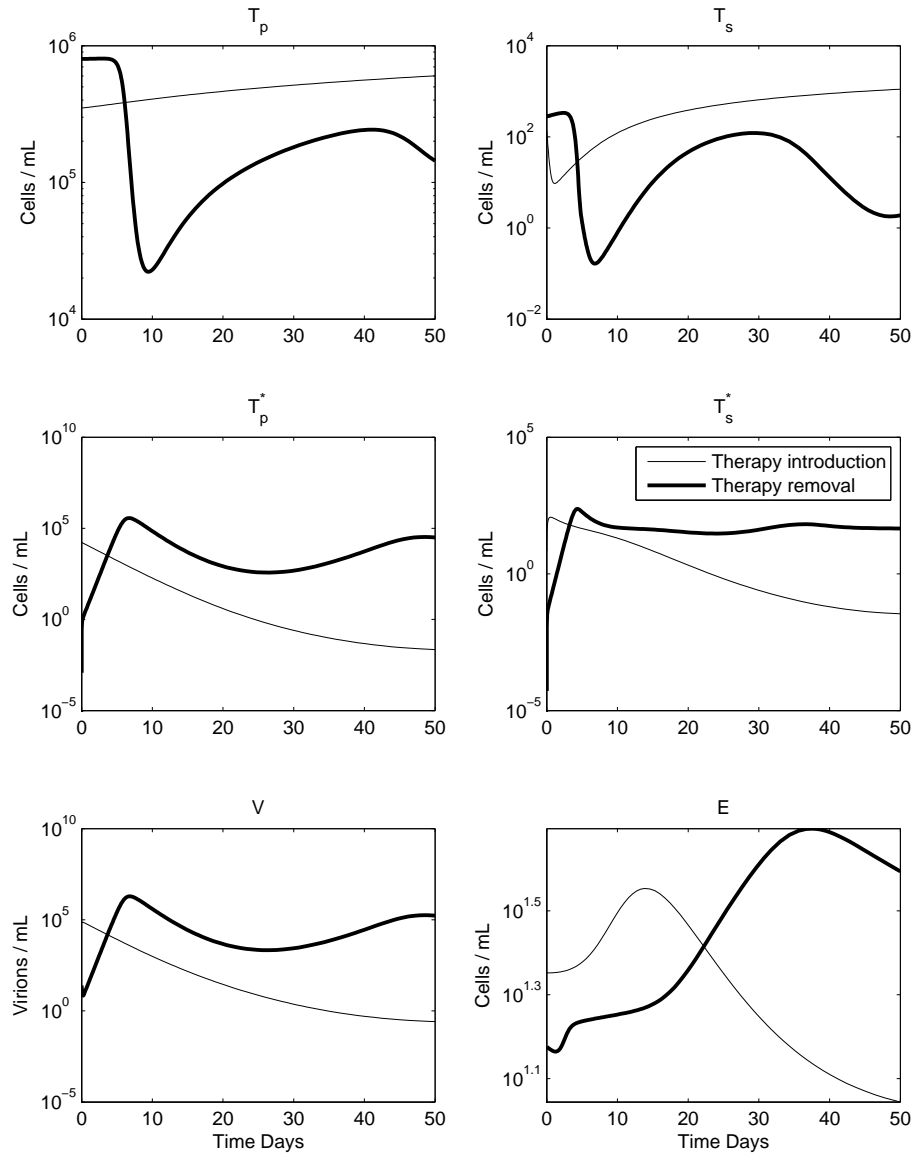 T_p
10^6
10^5
10^4
Cells / mL
0 10 20 30 40 50
T_s
10^4
10^2
10^0
10^−2
Cells / mL
0 10 20 30 40 50
T_p^*
10^10
10^5
10^0
10^−5
Cells / mL
0 10 20 30 40 50
T_s^*
10^5
10^0
10^−5
Cells / mL
Therapy introduction
Therapy removal
0 10 20 30 40 50
V
10^10
10^5
10^0
10^−5
Virions / mL
0 10 20 30 40 50
Time Days
E
10^1.5
10^1.3
10^1.1
Cells / mL
0 10 20 30 40 50
Time Days